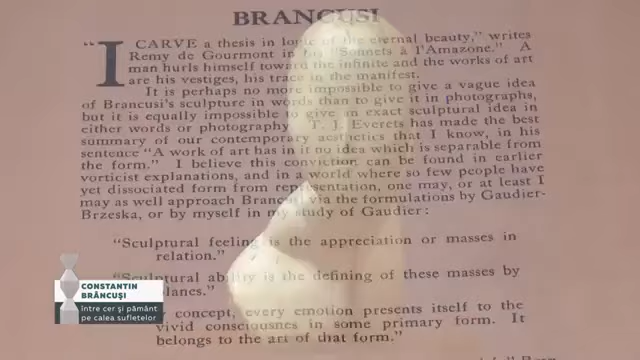 BRANCUSI
"I CARVE a thesis in logic of the eternal beauty," writes
Remy de Gourmont in his "Sonnets à l'Amazone." A
man hurls himself toward the infinite and the works of art
are his vestiges, his trace in the manifest.
It is perhaps no more impossible to give a vague idea
of Brancusi's sculpture in words than to give it in photographs,
but it is equally impossible to give an exact sculptural idea in
either words or photography. T. J. Everets has made the best
summary of our contemporary aesthetics that I know, in his
sentence "A work of art has in it no idea which is separable from
the form." I believe this conviction can be found in earlier
vorticist explanations, and in a world where so few people have
yet dissociated form from representation, one may, or at least I
may as well approach Brancusi via the formulations by Gaudier-
Brzeska, or by myself in my study of Gaudier:
"Sculptural feeling is the appreciation or masses in
relation."
"Sculptural ability is the defining of these masses by
planes."
concept, every emotion presents itself to the
vivid consciousnes in some primary form. It
belongs to the art of that form."
CONSTANTIN
BRÂNCUȘI
între cer și pământ
pe calea sufletelor